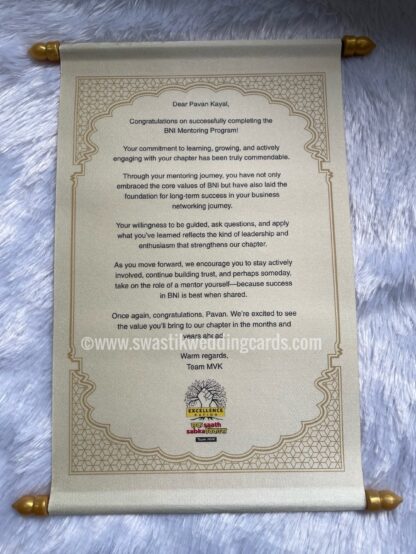 Dear Pavan Kayal,
Congratulations on successfully completing the
BNI Mentoring Program!
Your commitment to learning, growing, and actively
engaging with your chapter has been truly commendable.
Through your mentoring journey, you have not only
embraced the core values of BNI but have also laid the
foundation for long-term success in your business
networking journey.
Your willingness to be guided, ask questions, and apply
what you've learned reflects the kind of leadership and
enthusiasm that strengthens our chapter.
As you move forward, we encourage you to stay actively
involved, continue building trust, and perhaps someday,
take on the role of a mentor yourself—because success
in BNI is best when shared.
Once again, congratulations, Pavan. We're excited to see
the value you'll bring to our chapter in the months and
years ahead.
©www.swastikweddingcards.com
Warm regards,
Team MVK
EXCELLENCE
saath
sabka
Team MVK